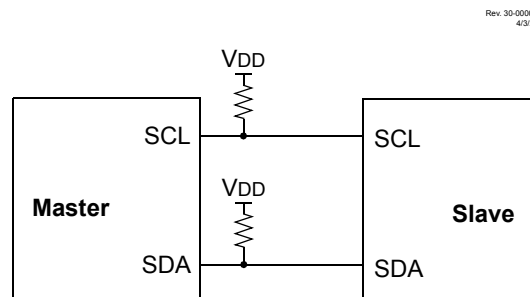 Rev. 30-0000
4/3/
VDD
SCL
SCL
VDD
Master
Slave
SDA
SDA